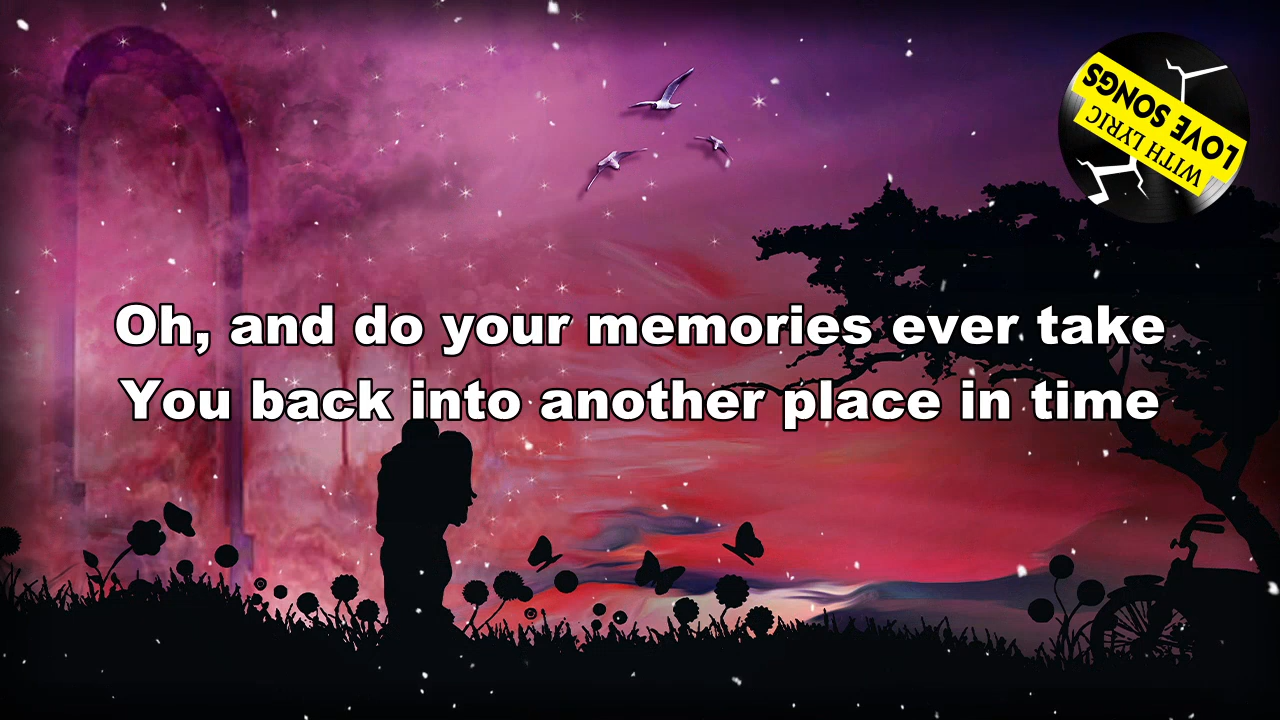 LOVE SONGS
WITH LYRIC
Oh, and do your memories ever take
You back into another place in time